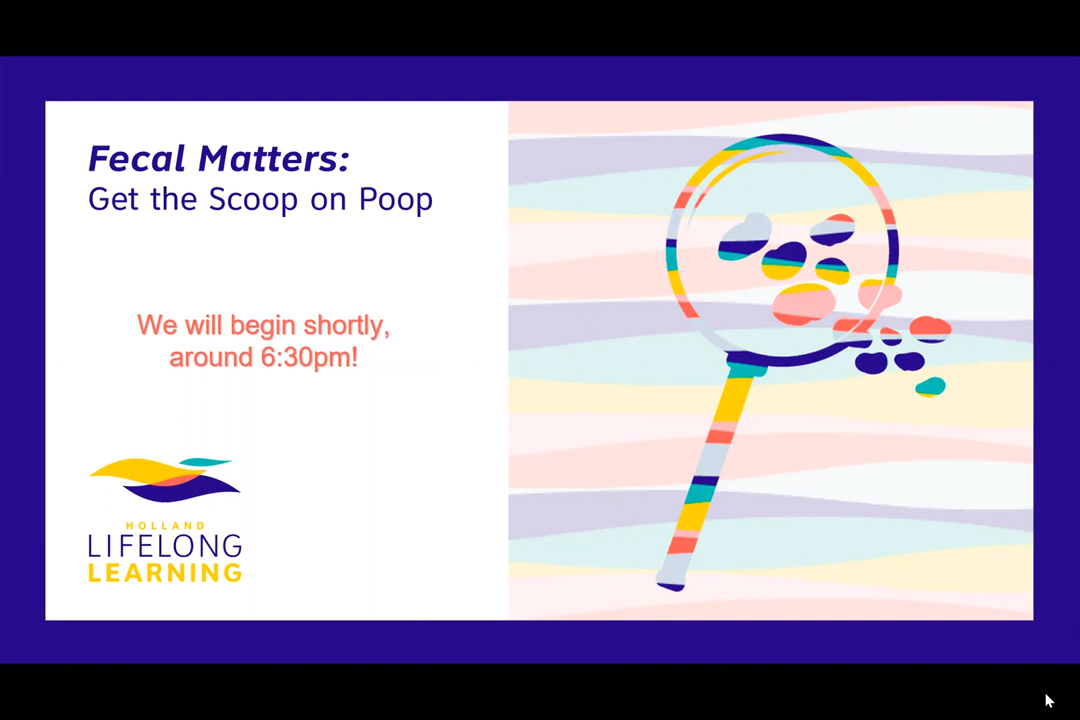 Fecal Matters:
Get the Scoop on Poop
We will begin shortly,
around 6:30pm!
HOLLAND
LIFELONG
LEARNING